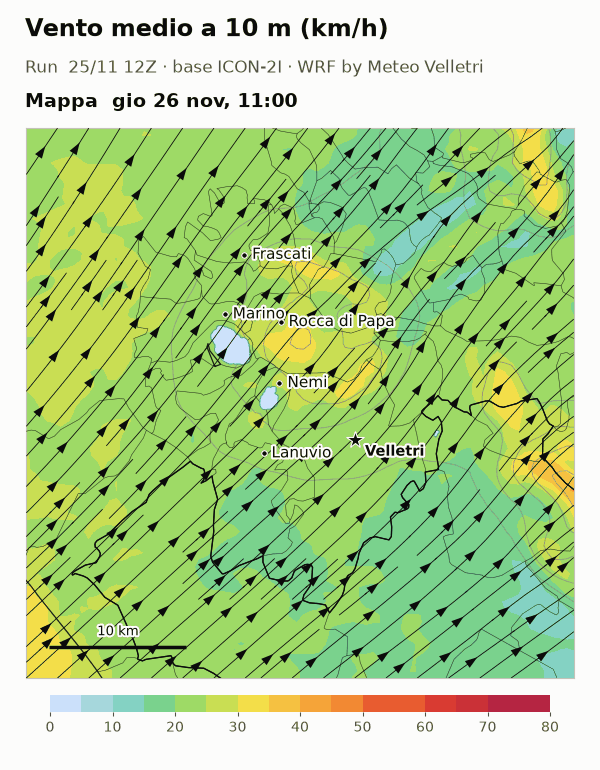 Vento medio a 10 m (km/h)
Run 25/11 12Z · base ICON-2I · WRF by Meteo Velletri
Mappa gio 26 nov, 11:00
Frascati
Marino
Rocca di Papa
Nemi
Lanuvio
Velletri
10 km
0 10 20 30 40 50 60 70 80